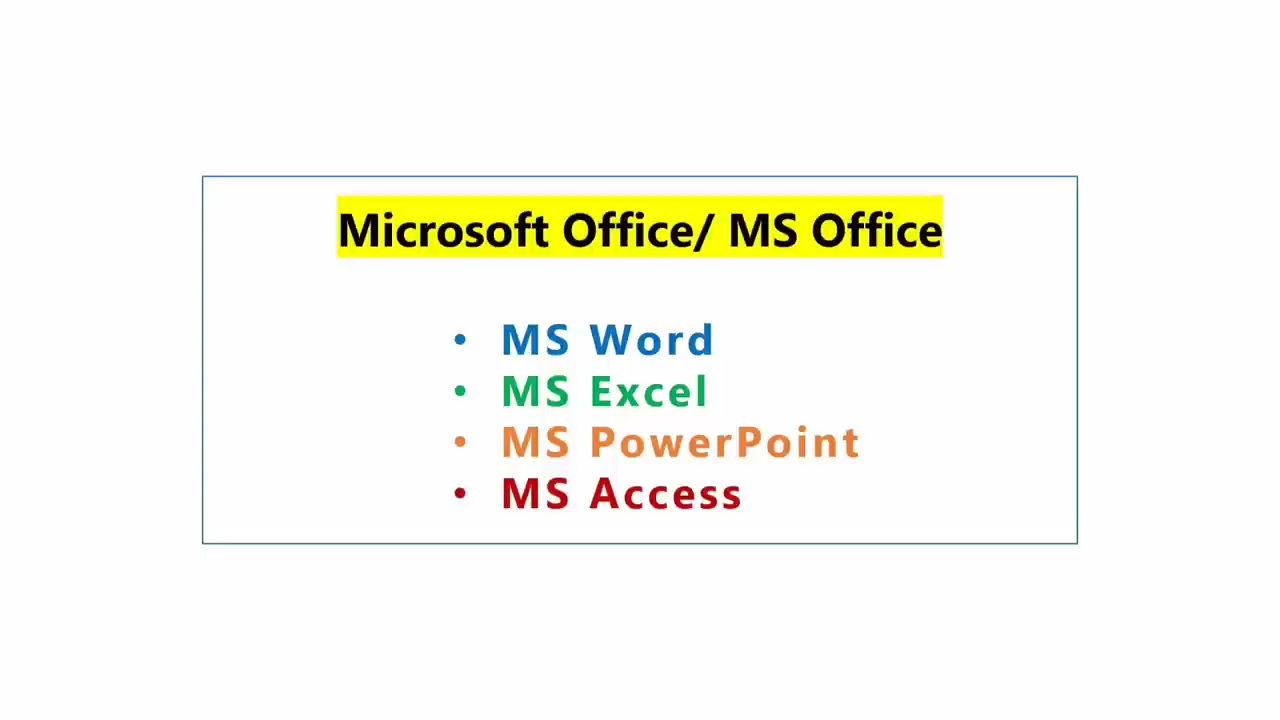 Microsoft Office/ MS Office
• MS Word
• MS Excel
• MS PowerPoint
• MS Access